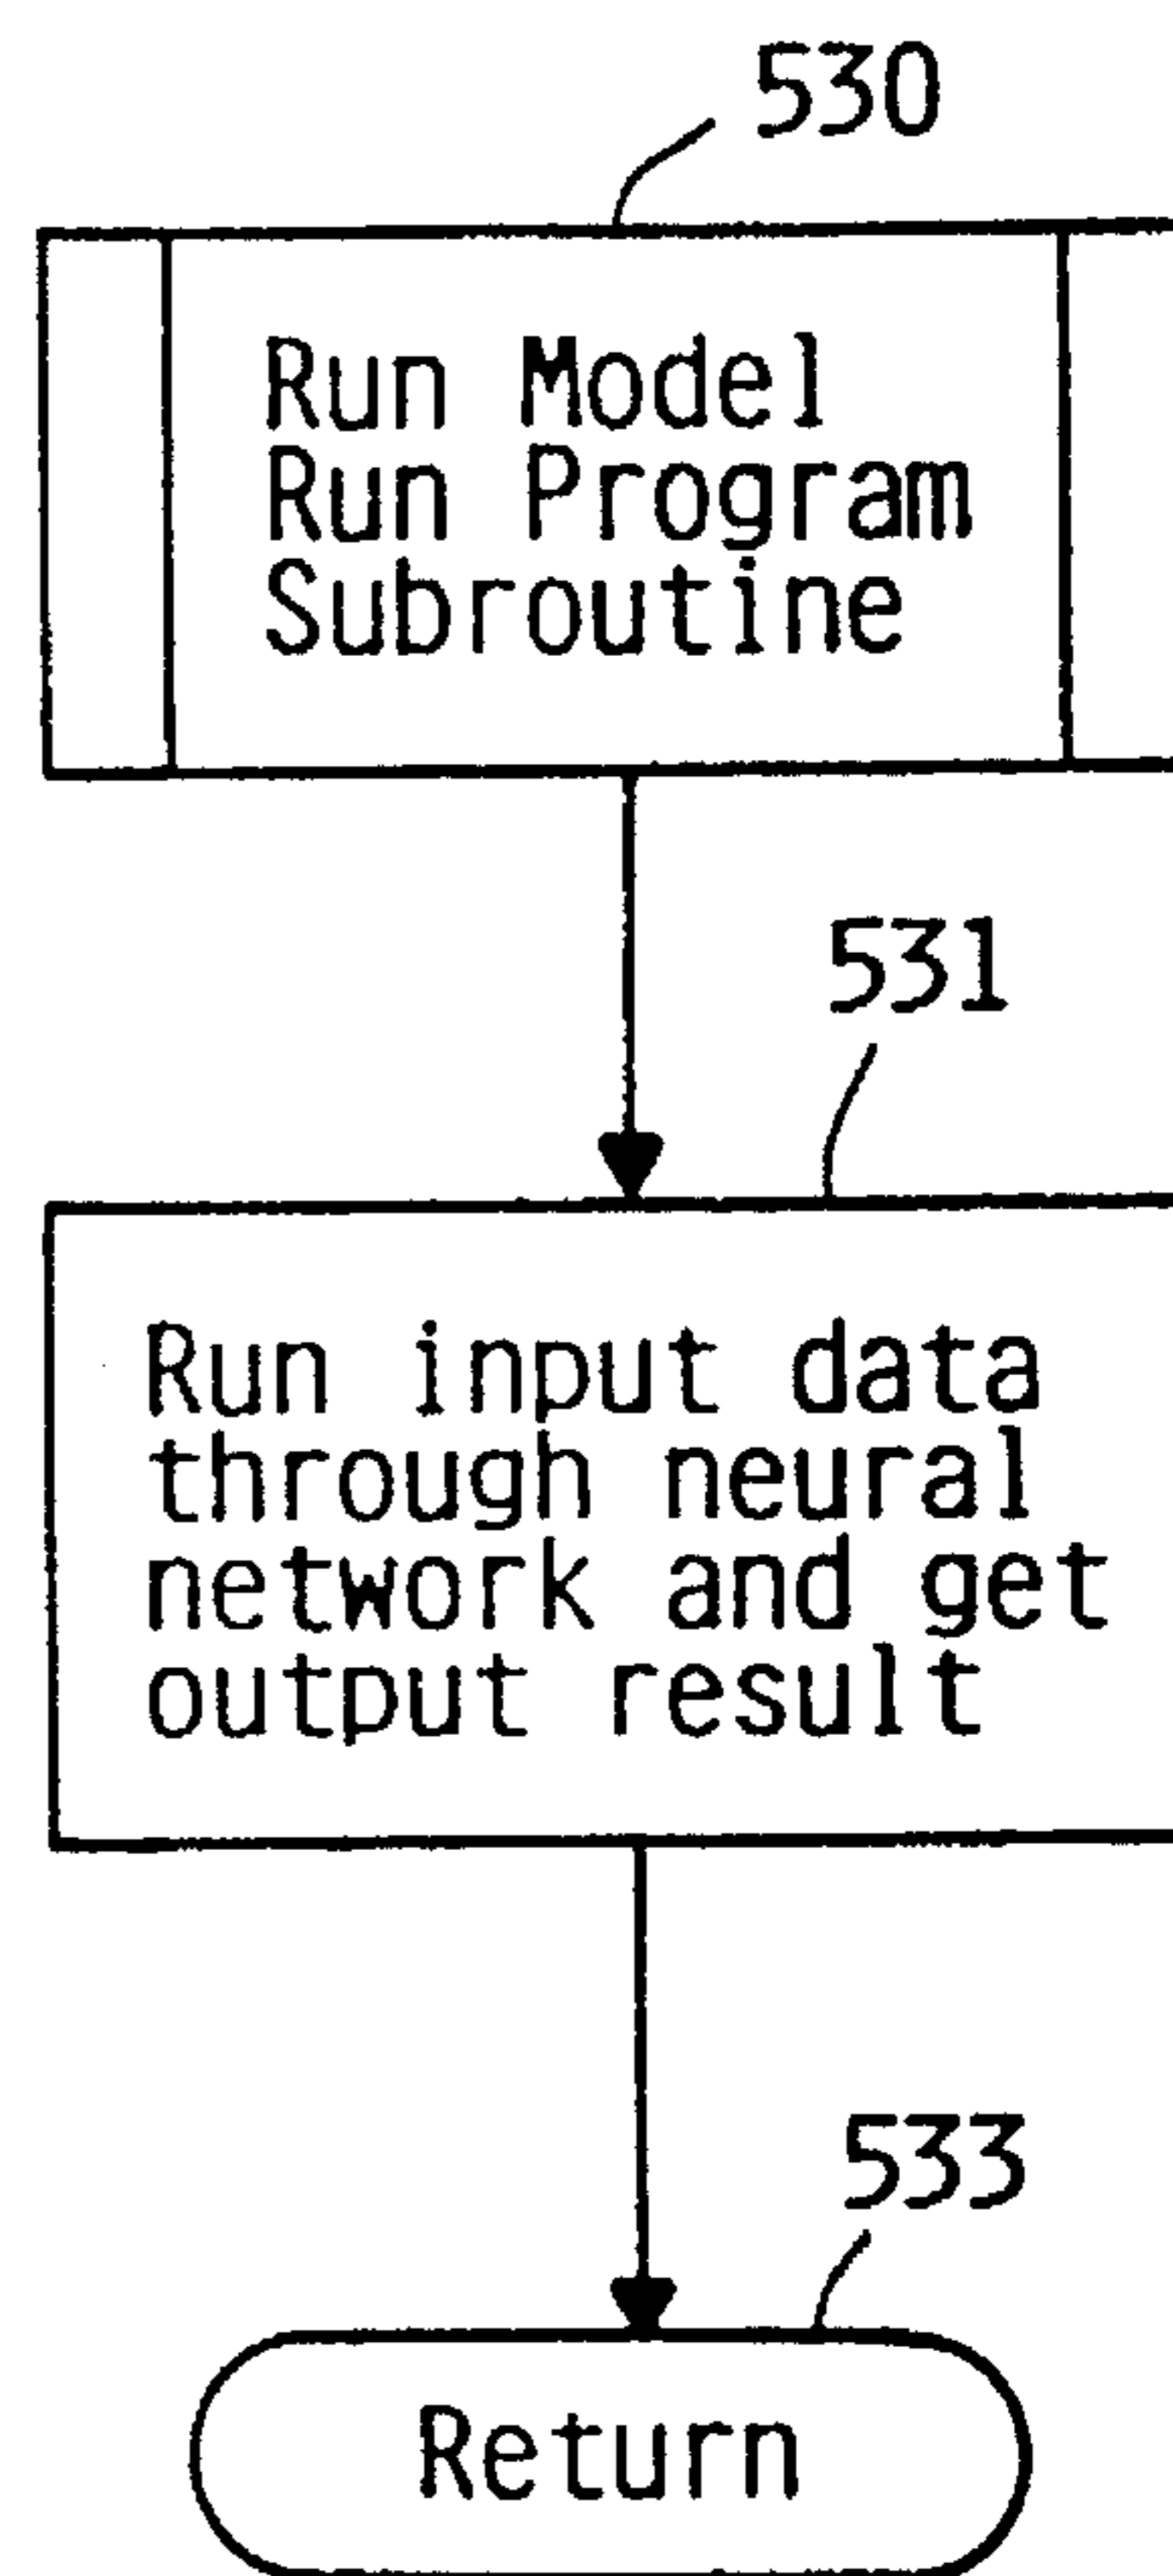 530
Run Model
Run Program
Subroutine
531
Run input data
through neural
network and get
output result
533
Return